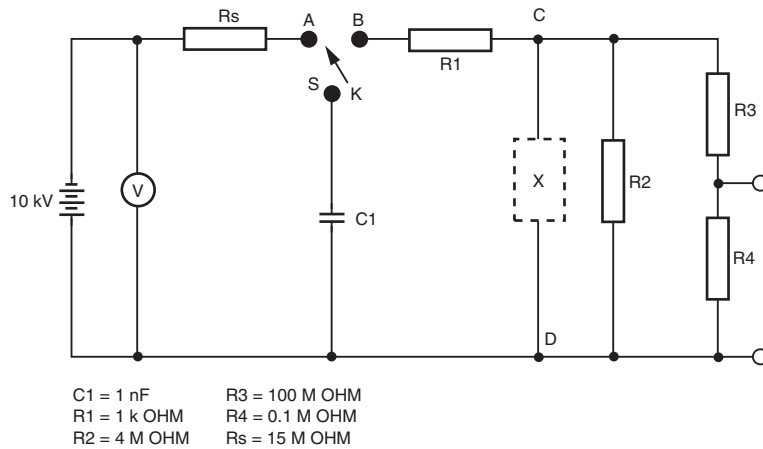 Rs
A
B
C
R1
S
K
R3
10 kV
V
X
R2
C1
R4
D
C1 = 1 nF
R1 = 1 k OHM
R2 = 4 M OHM
R3 = 100 M OHM
R4 = 0.1 M OHM
Rs = 15 M OHM